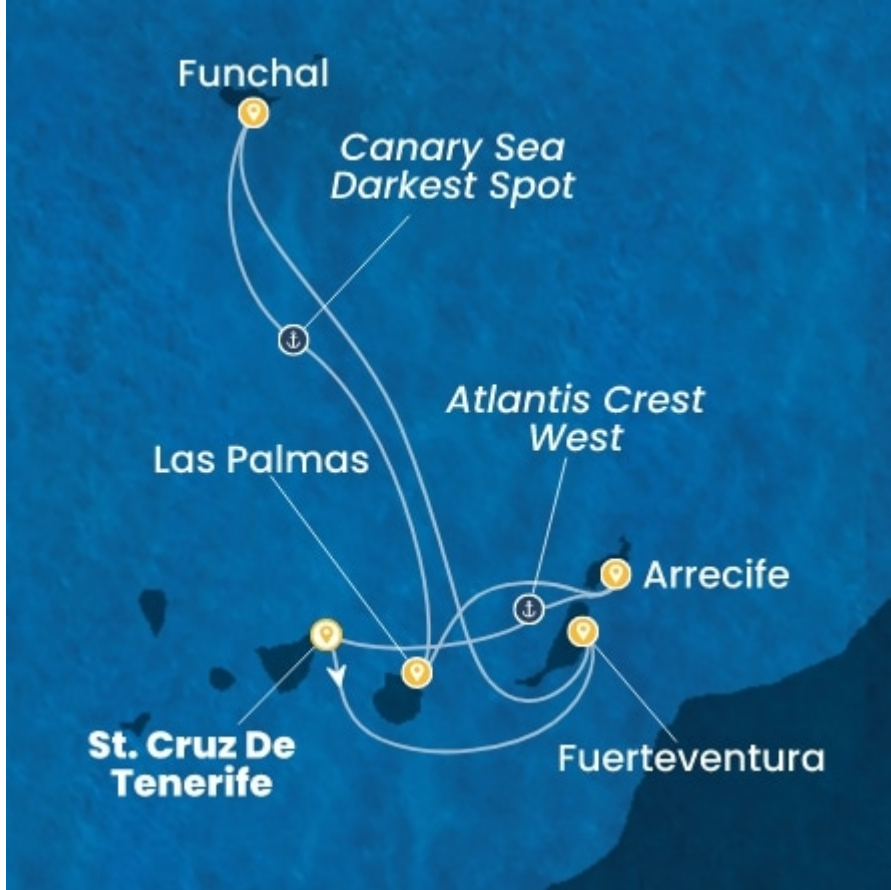 Funchal
Canary Sea
Darkest Spot
Atlantis Crest
West
Las Palmas
Arrecife
St. Cruz De
Tenerife
Fuerteventura